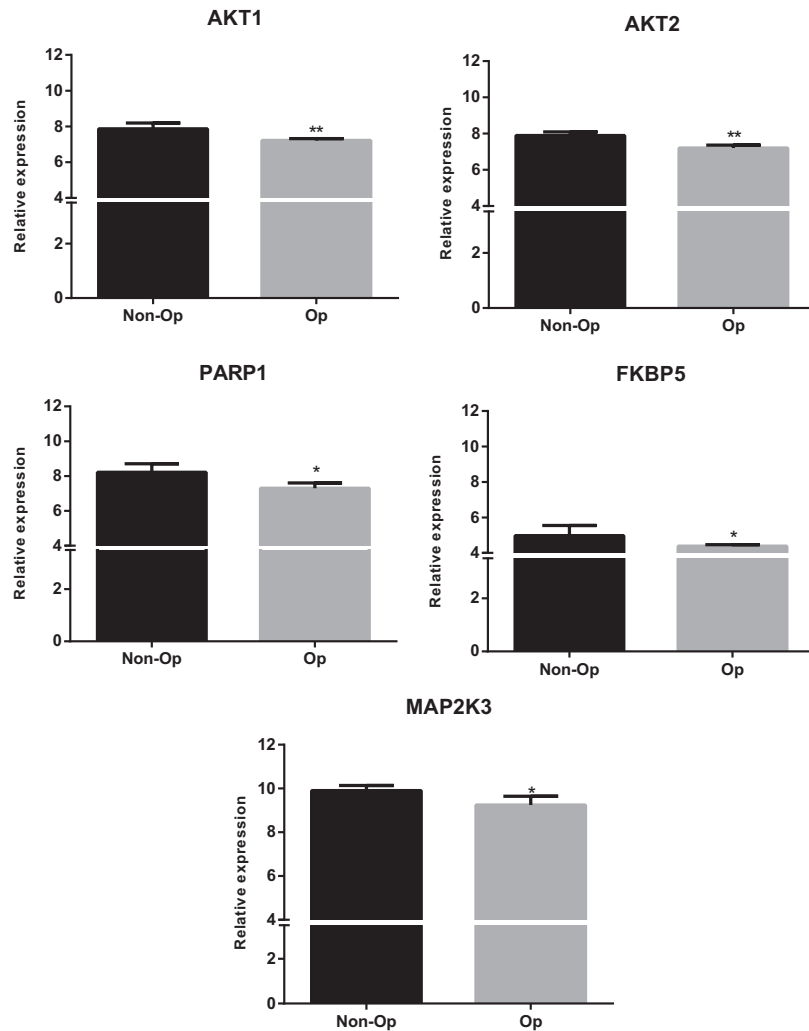 AKT1
Relative expression
12
10
8
6
4
2
0
**
Non-Op
Op
AKT2
Relative expression
12
10
8
6
4
2
0
**
Non-Op
Op
PARP1
Relative expression
12
10
8
6
4
2
0
*
Non-Op
Op
FKBP5
Relative expression
12
10
8
6
4
2
0
*
Non-Op
Op
MAP2K3
Relative expression
12
10
8
6
4
2
0
*
Non-Op
Op